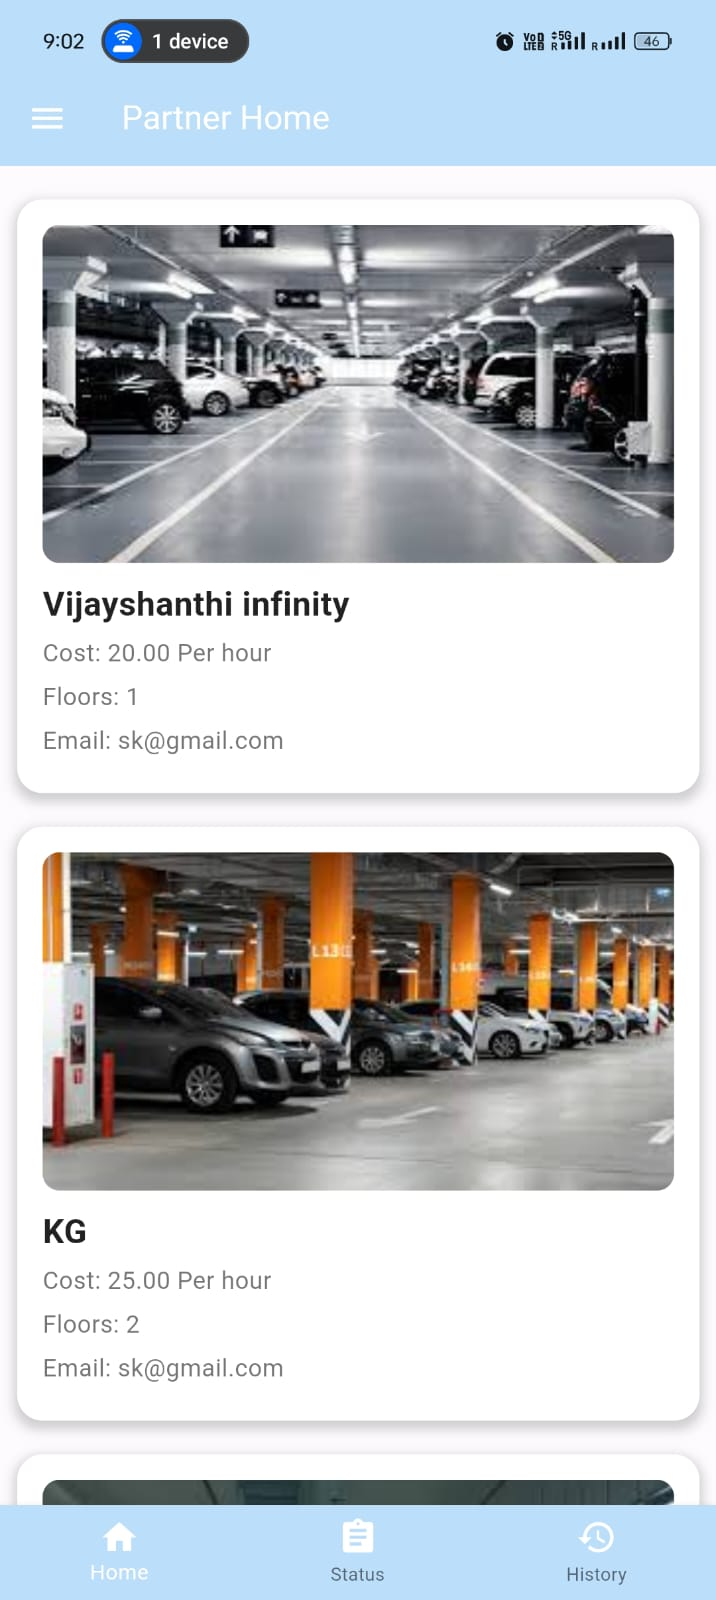 9:02 1 device 46
Partner Home
Vijayshanthi infinity
Cost: 20.00 Per hour
Floors: 1
Email: sk@gmail.com
KG
Cost: 25.00 Per hour
Floors: 2
Email: sk@gmail.com
Home Status History